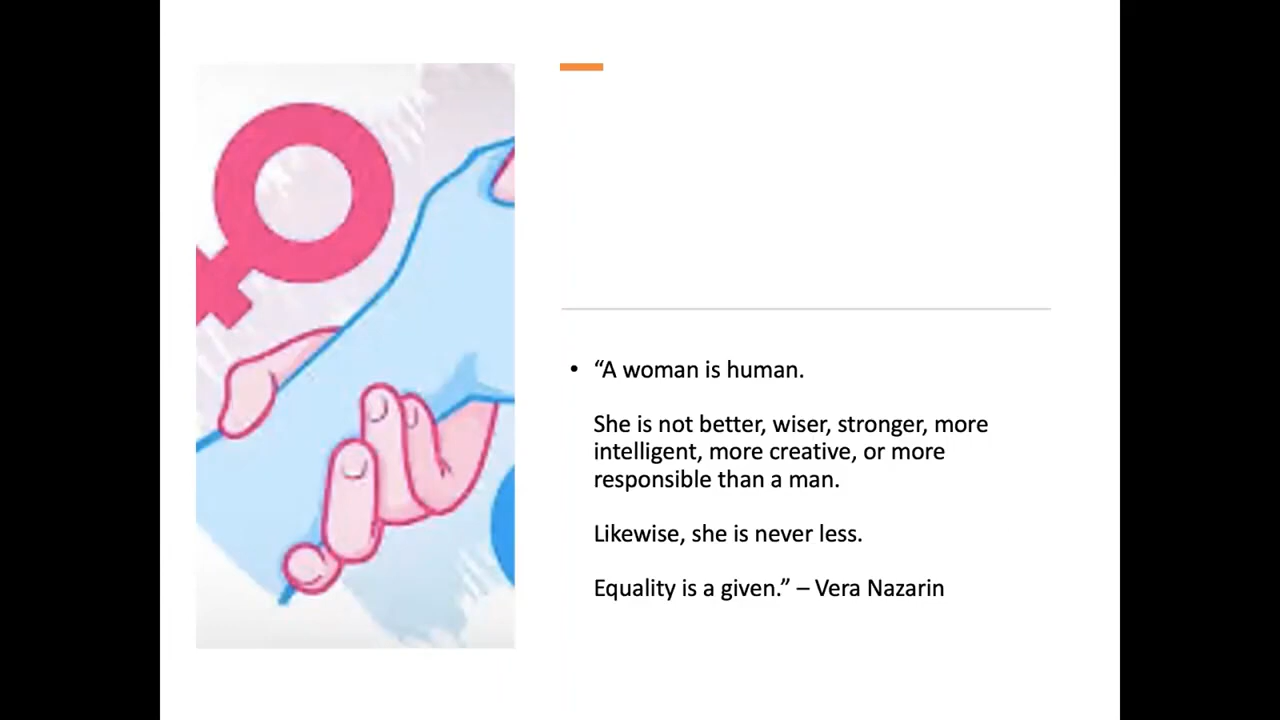 • “A woman is human.
She is not better, wiser, stronger, more
intelligent, more creative, or more
responsible than a man.
Likewise, she is never less.
Equality is a given.” – Vera Nazarin